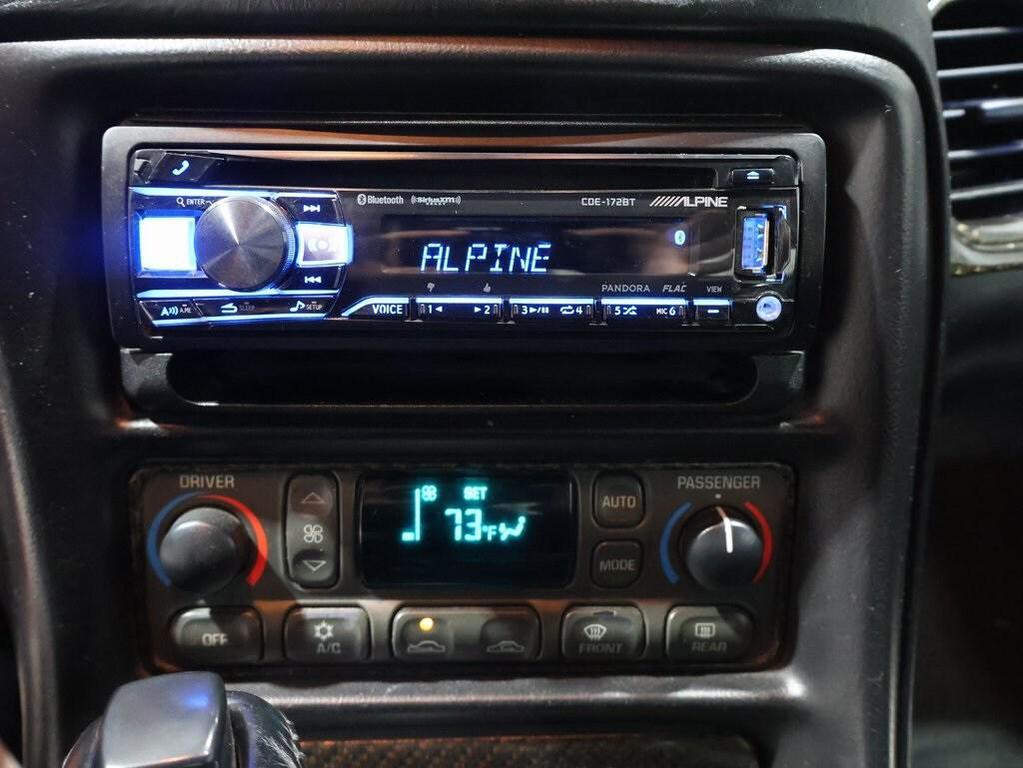 ENTER
Bluetooth
((SiriusXM))
CDE-172BT
ALPINE
ALPINE
PANDORA
FLAC
VIEW
A.ME
SLEEP
SETUP
VOICE
1
2
3
4
5
MIC 6
DRIVER
PASSENGER
SET
73°F
AUTO
MODE
OFF
A/C
FRONT
REAR